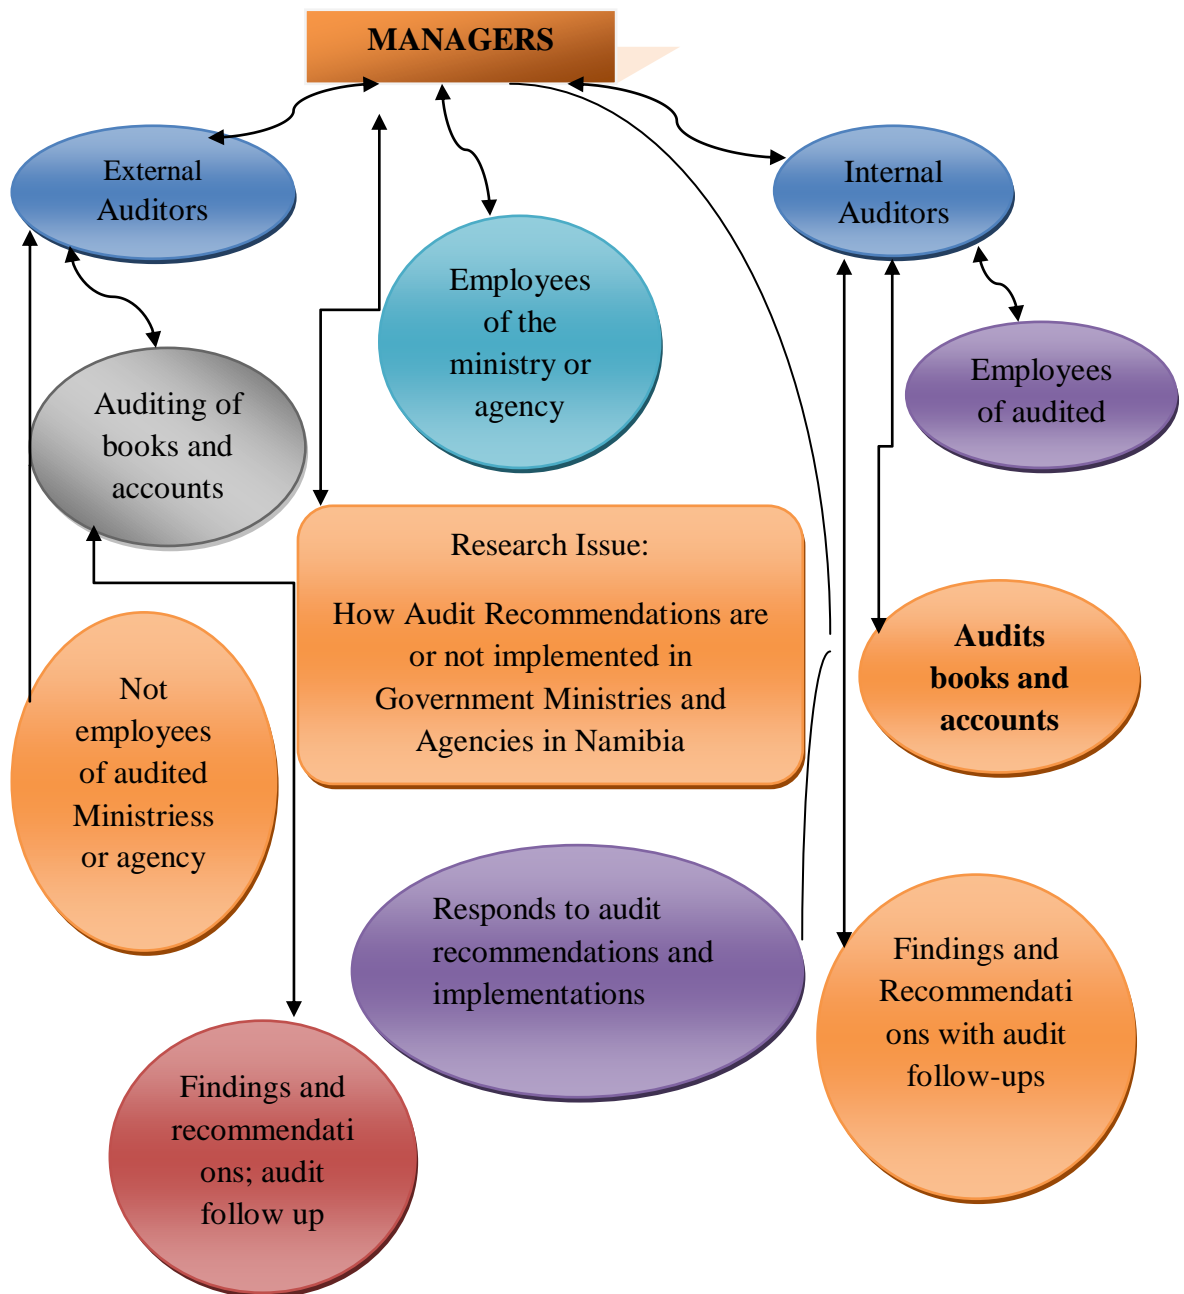 MANAGERS
External
Auditors
Internal
Auditors
Employees
of the
ministry or
agency
Employees
of audited
Auditing of
books and
accounts
Research Issue:
How Audit Recommendations are
or not implemented in
Government Ministries and
Agencies in Namibia
Audits
books and
accounts
Not
employees
of audited
Ministriess
or agency
Responds to audit
recommendations and
implementations
Findings and
Recommendati
ons with audit
follow-ups
Findings and
recommendati
ons; audit
follow up